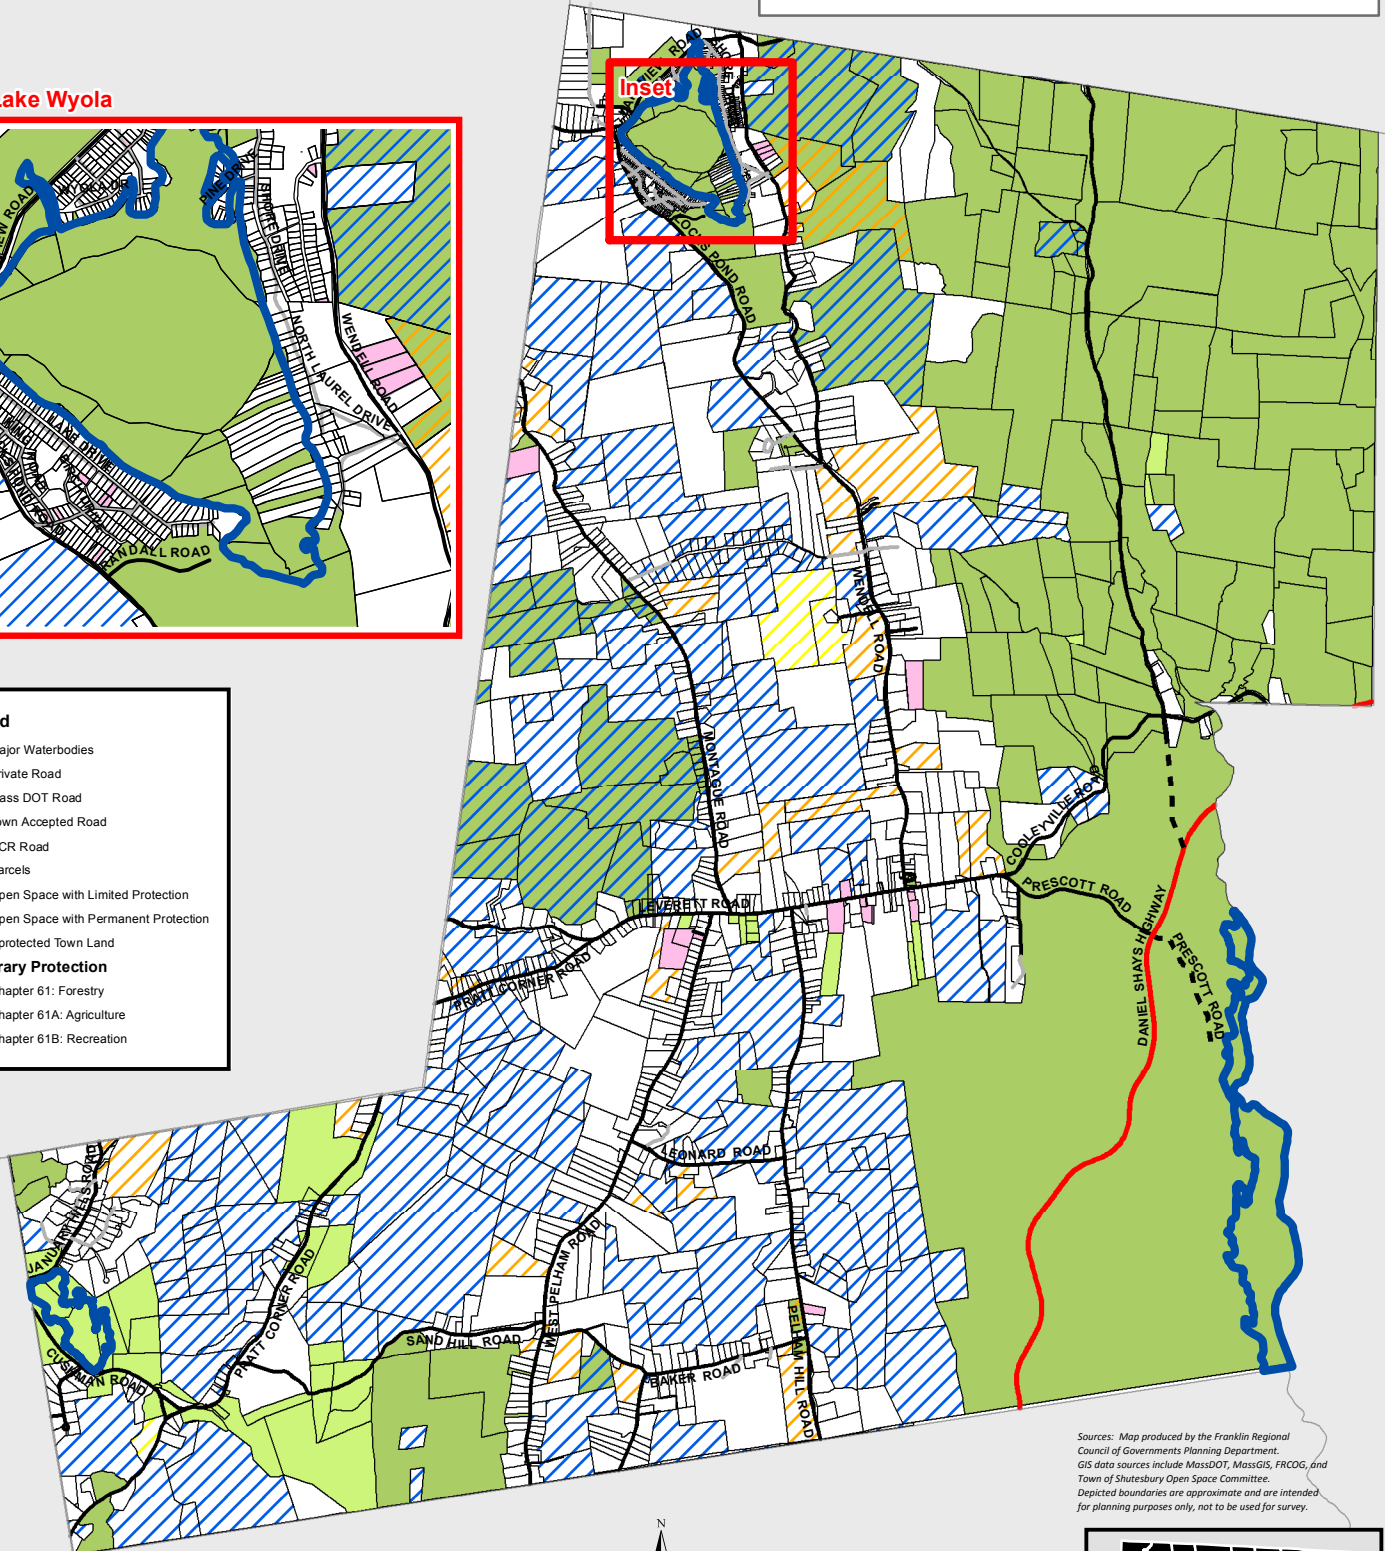 Lake Wyola
WYOLA DR
PINE DRIVE
SHORE DRIVE
NORTH LAUREL DRIVE
WENDELL ROAD
LAKE DRIVE
RANDALL ROAD
Inset
LOCKS POND ROAD
WENDELL ROAD
MONTAGUE ROAD
COOLEYVILLE ROAD
PRESCOTT ROAD
LEVERETT ROAD
DANIEL SHAYS HIGHWAY
PRESCOTT ROAD
PRATT CORNER ROAD
LEONARD ROAD
JANUARY HILLS ROAD
PRATT CORNER ROAD
WEST PELHAM ROAD
SAND HILL ROAD
PELHAM HILL ROAD
BAKER ROAD
CUSHMAN ROAD
d
ajor Waterbodies
rivate Road
ass DOT Road
own Accepted Road
CR Road
arcels
pen Space with Limited Protection
pen Space with Permanent Protection
protected Town Land
rary Protection
hapter 61: Forestry
hapter 61A: Agriculture
hapter 61B: Recreation
Sources: Map produced by the Franklin Regional
Council of Governments Planning Department.
GIS data sources include MassDOT, MassGIS, FRCOG, and
Town of Shutesbury Open Space Committee.
Depicted boundaries are approximate and are intended
for planning purposes only, not to be used for survey.
N